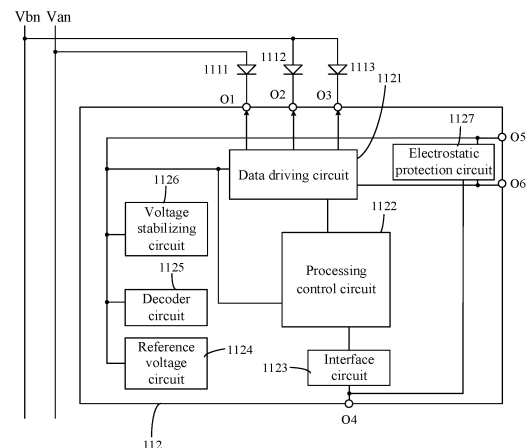 Vbn Van
1111 1112 1113
1121
O1 O2 O3
1127
O5
Electrostatic
protection circuit
Data driving circuit
O6
1126
Voltage
stabilizing
circuit
1122
Processing
control circuit
1125
Decoder
circuit
Reference
voltage
circuit
1124
1123
Interface
circuit
O4
112